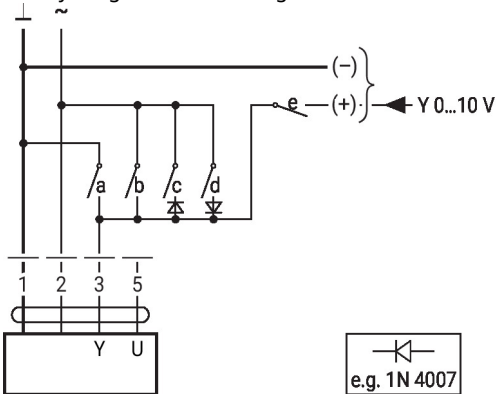 ⊥ ~
(–)
e (+) Y 0...10 V
a b c d
1 2 3 5
Y U
e.g. 1N 4007